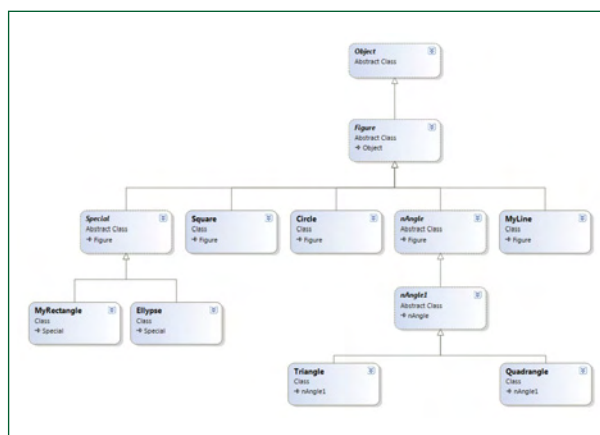 Object
Abstract Class
Figure
Abstract Class
→ Object
Special
Abstract Class
→ Figure
Square
Class
→ Figure
Circle
Class
→ Figure
nAngle
Abstract Class
→ Figure
MyLine
Class
→ Figure
MyRectangle
Class
→ Special
Ellypse
Class
→ Special
nAngle1
Abstract Class
→ nAngle
Triangle
Class
→ nAngle1
Quadrangle
Class
→ nAngle1